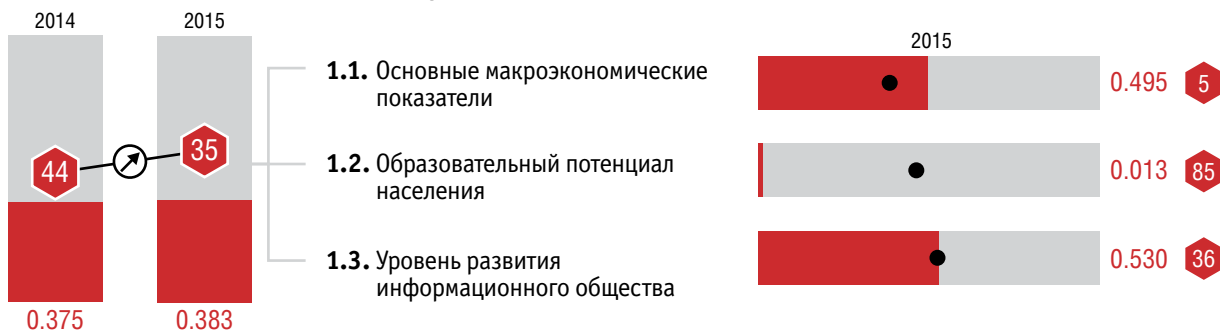 2014
2015
44
35
0.375
0.383
1.1. Основные макроэкономические
показатели
1.2. Образовательный потенциал
населения
1.3. Уровень развития
информационного общества
2015
0.495
5
0.013
85
0.530
36